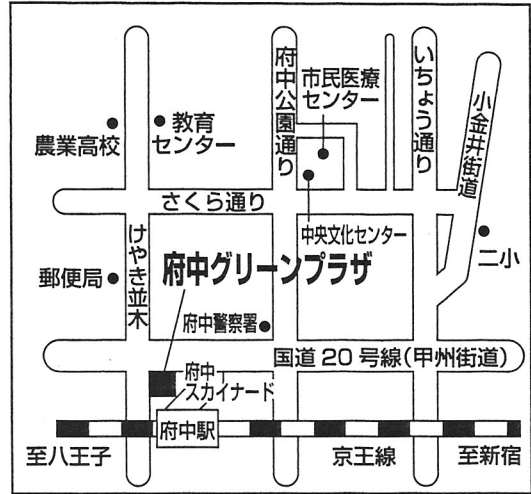 府中公園通り
市民医療
センター
いちょう通り
小金井街道
農業高校
教育
センター
さくら通り
中央文化センター
二小
けやき並木
郵便局
府中グリーンプラザ
府中警察署
国道20号線(甲州街道)
府中
スカイナード
府中駅
至八王子
京王線
至新宿